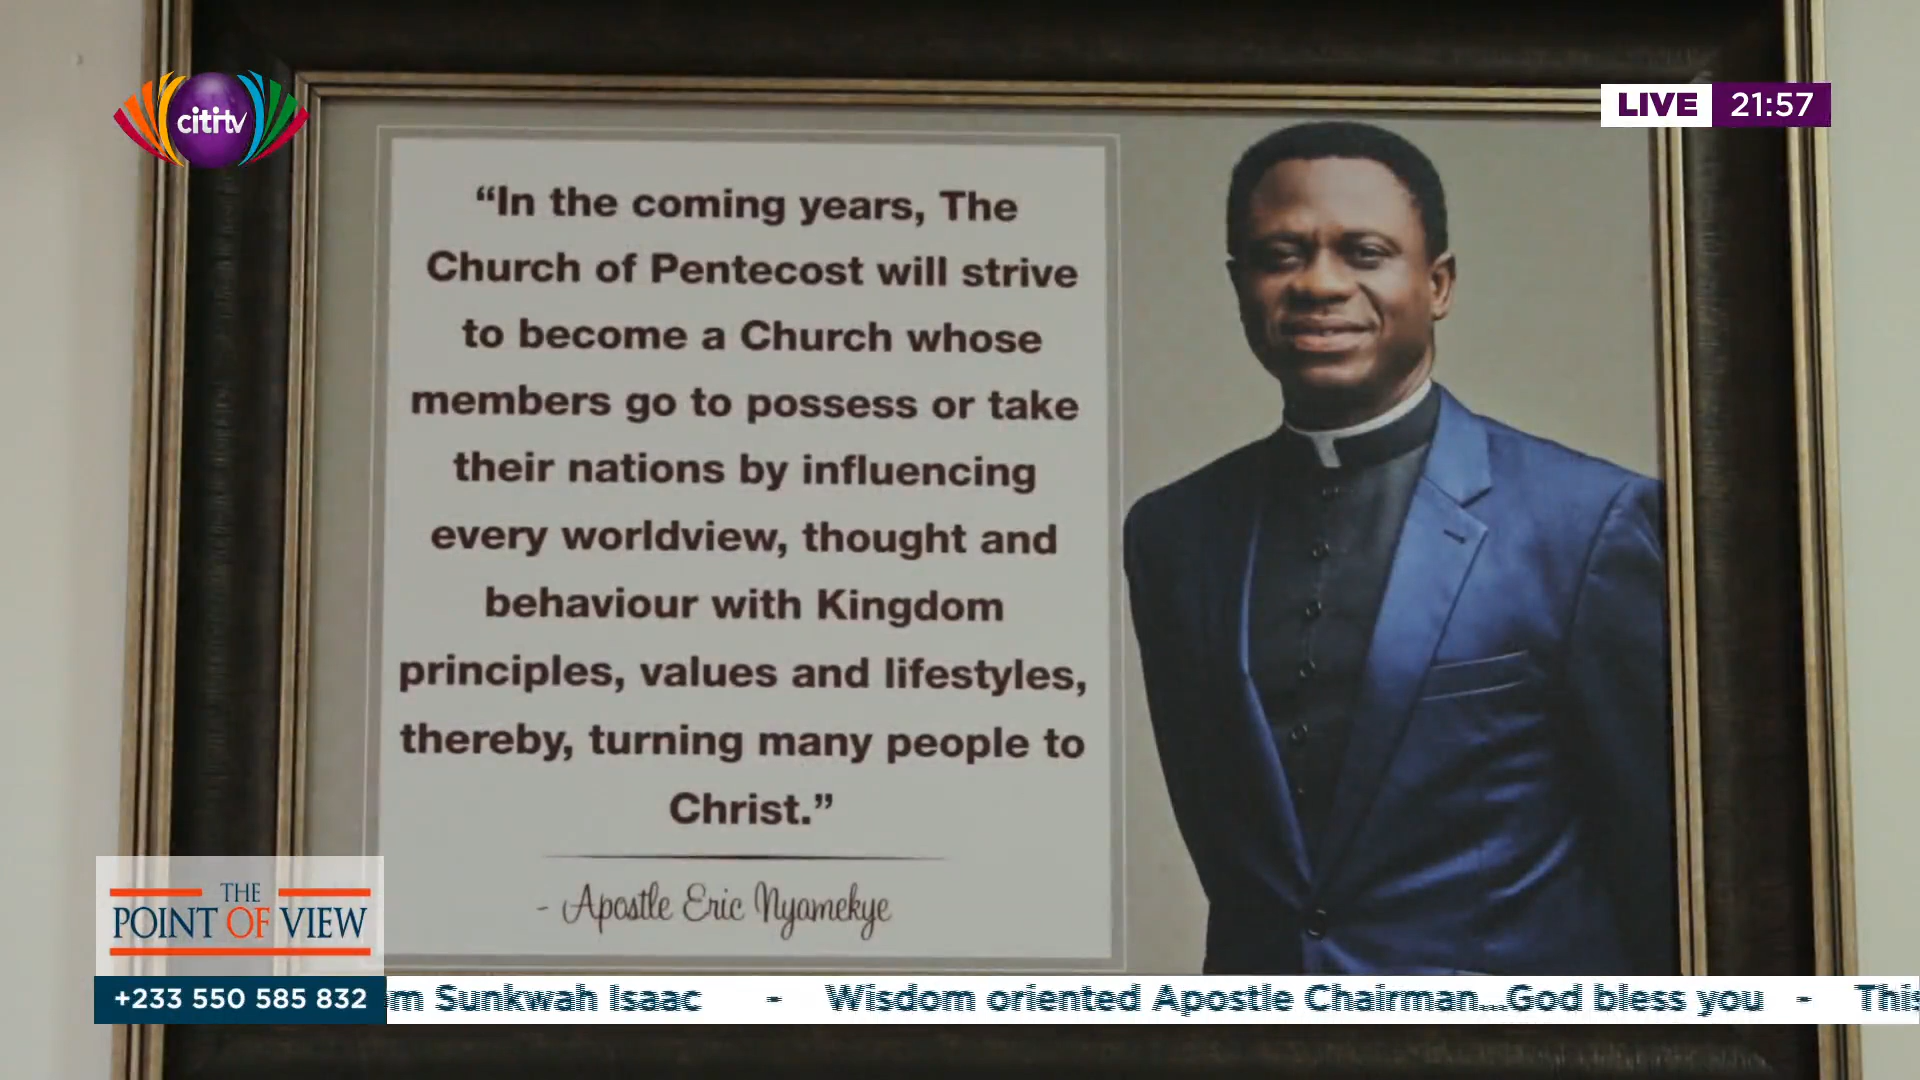 cititv
LIVE 21:57
“In the coming years, The
Church of Pentecost will strive
to become a Church whose
members go to possess or take
their nations by influencing
every worldview, thought and
behaviour with Kingdom
principles, values and lifestyles,
thereby, turning many people to
Christ.”
- Apostle Eric Nyamekye
THE
POINT OF VIEW
+233 550 585 832 om Sunkwah Isaac - Wisdom oriented Apostle Chairman...God bless you - This